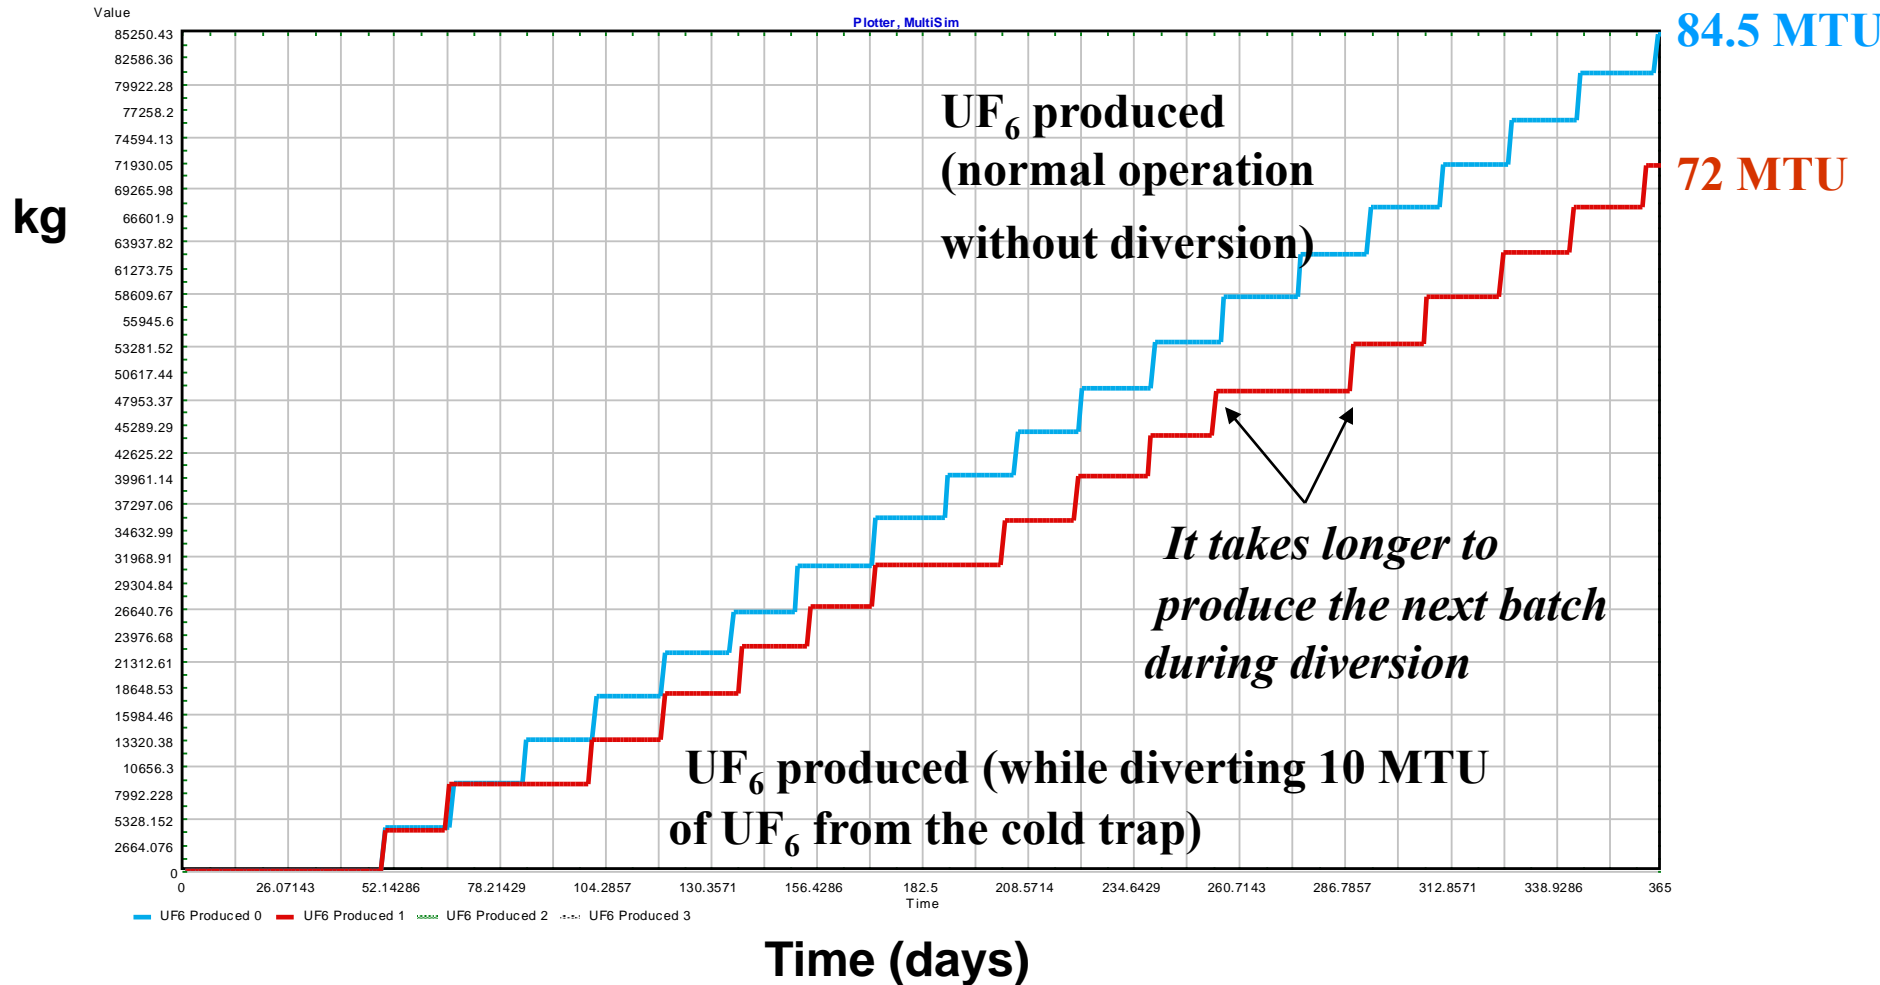 Value
Plotter, MultiSim
85250.43
82586.36
79922.28
77258.2
74594.13
71930.05
69265.98
66601.9
63937.82
61273.75
58609.67
55945.6
53281.52
50617.44
47953.37
45289.29
42625.22
39961.14
37297.06
34632.99
31968.91
29304.84
26640.76
23976.68
21312.61
18648.53
15984.46
13320.38
10656.3
7992.228
5328.152
2664.076
0
kg
84.5 MTU
72 MTU
UF6 produced
(normal operation
without diversion)
It takes longer to
produce the next batch
during diversion
UF6 produced (while diverting 10 MTU
of UF6 from the cold trap)
0 26.07143 52.14286 78.21429 104.2857 130.3571 156.4286 182.5 208.5714 234.6429 260.7143 286.7857 312.8571 338.9286 365
Time
UF6 Produced 0 UF6 Produced 1 UF6 Produced 2 UF6 Produced 3
Time (days)